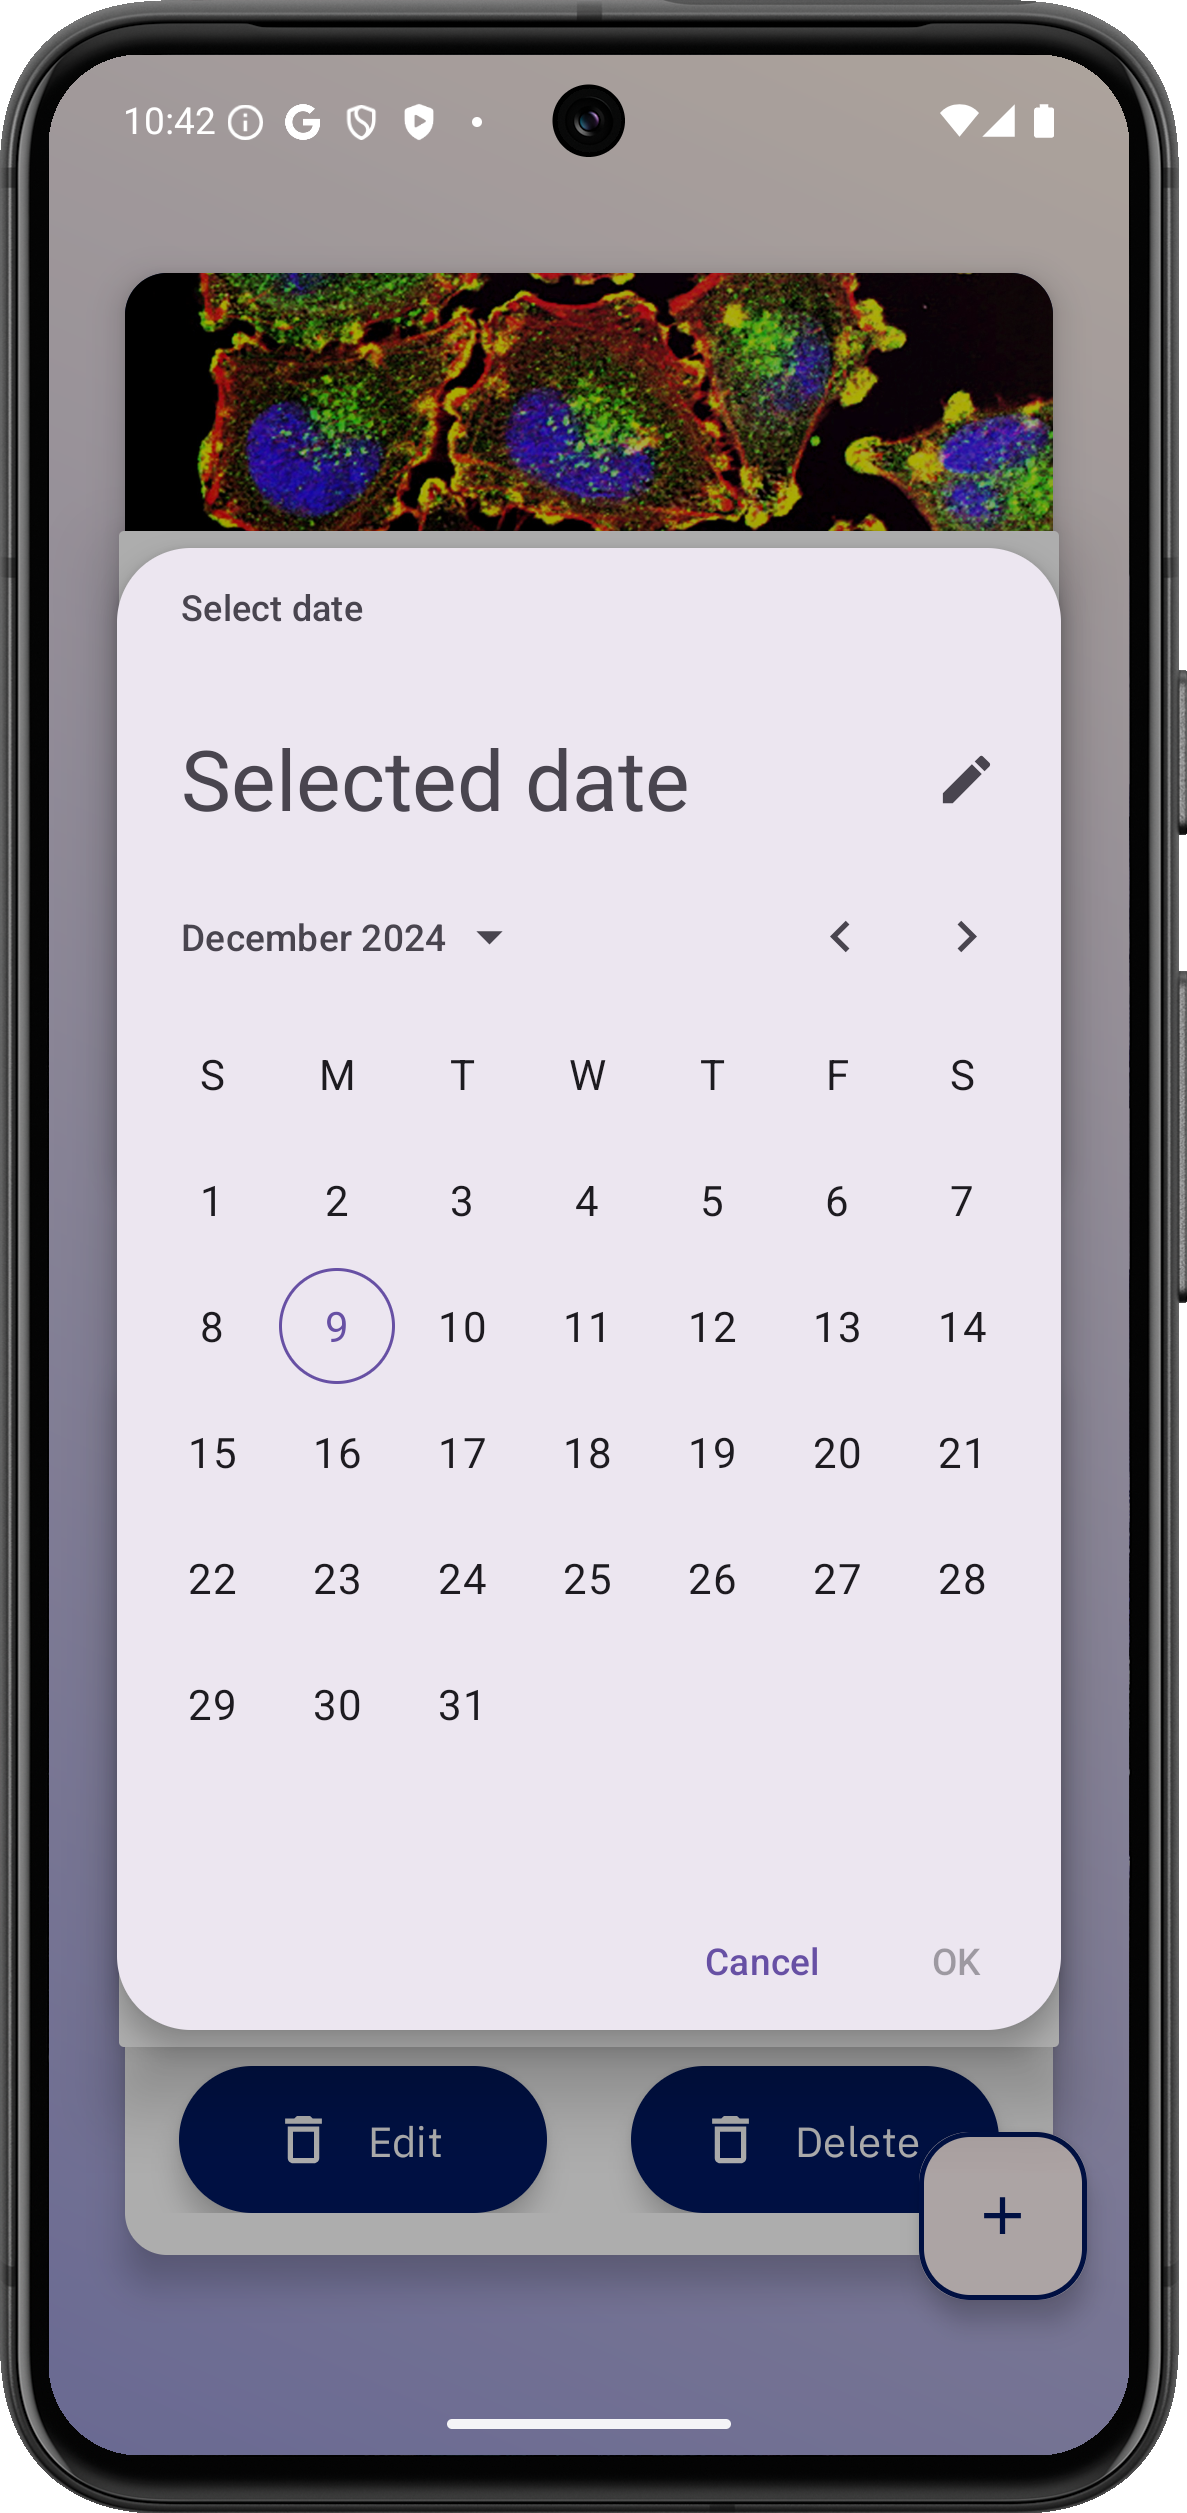 10:42
Select date
Selected date
December 2024
S M T W T F S
1 2 3 4 5 6 7
8 9 10 11 12 13 14
15 16 17 18 19 20 21
22 23 24 25 26 27 28
29 30 31
Cancel OK
Edit Delete